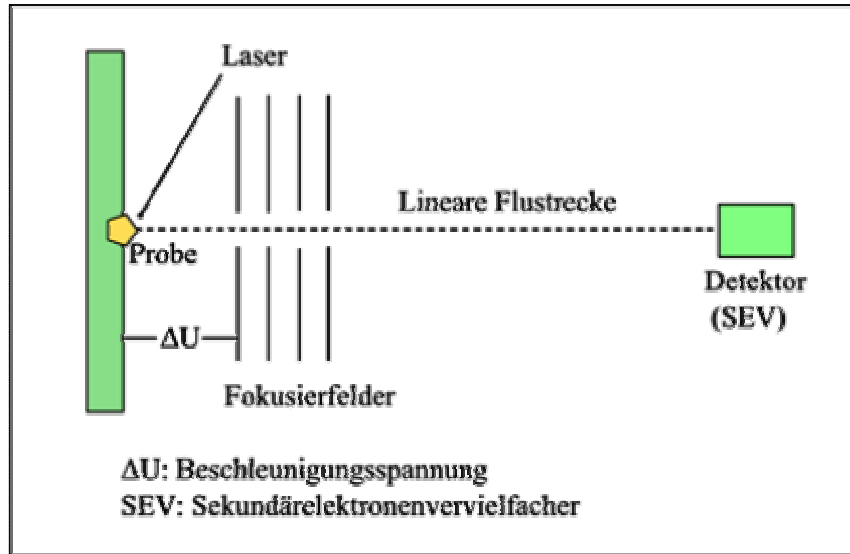 Laser
Lineare Flustrecke
Probe
Detektor
(SEV)
ΔU
Fokusierfelder
ΔU: Beschleunigungsspannung
SEV: Sekundärelektronenvervielfacher